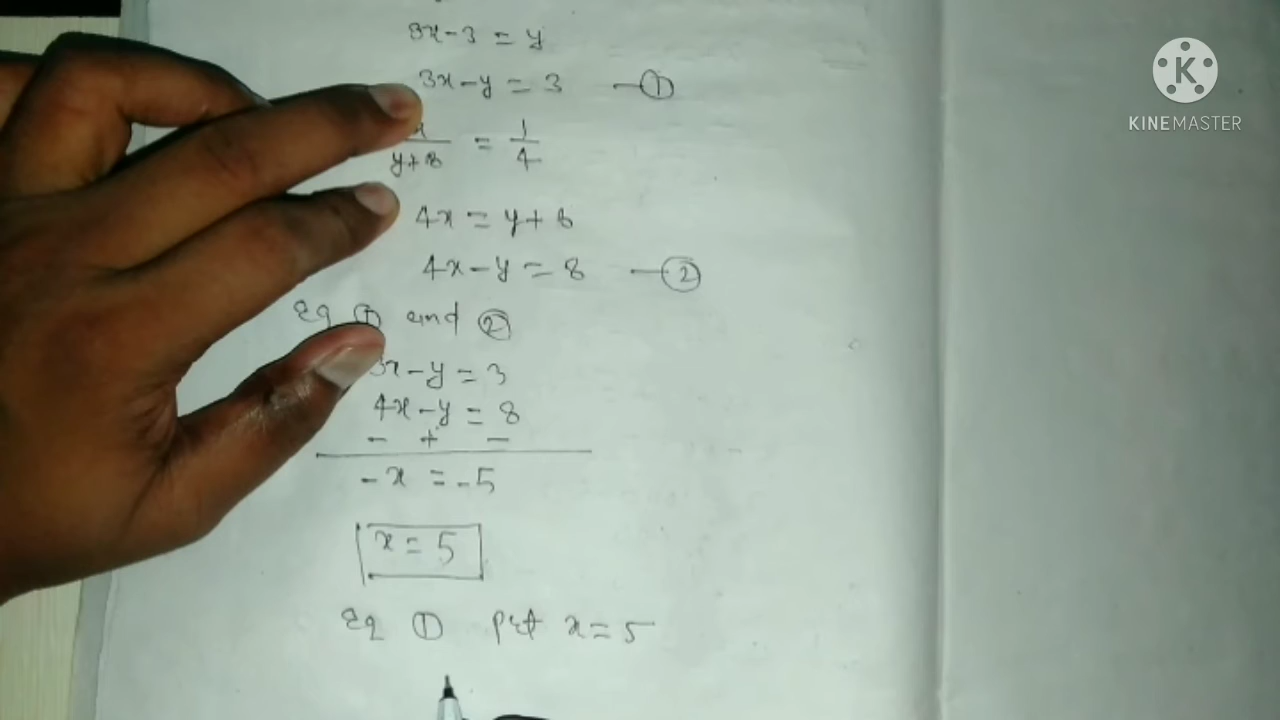 3x-3 = y
3x-y = 3 —①
x/y+8 = 1/4
4x = y+8
4x-y = 8 —②
Eq ① and ②
3x-y = 3
4x-y = 8
- + -
-x = -5
x = 5
Eq ① put x = 5
K
KINEMASTER